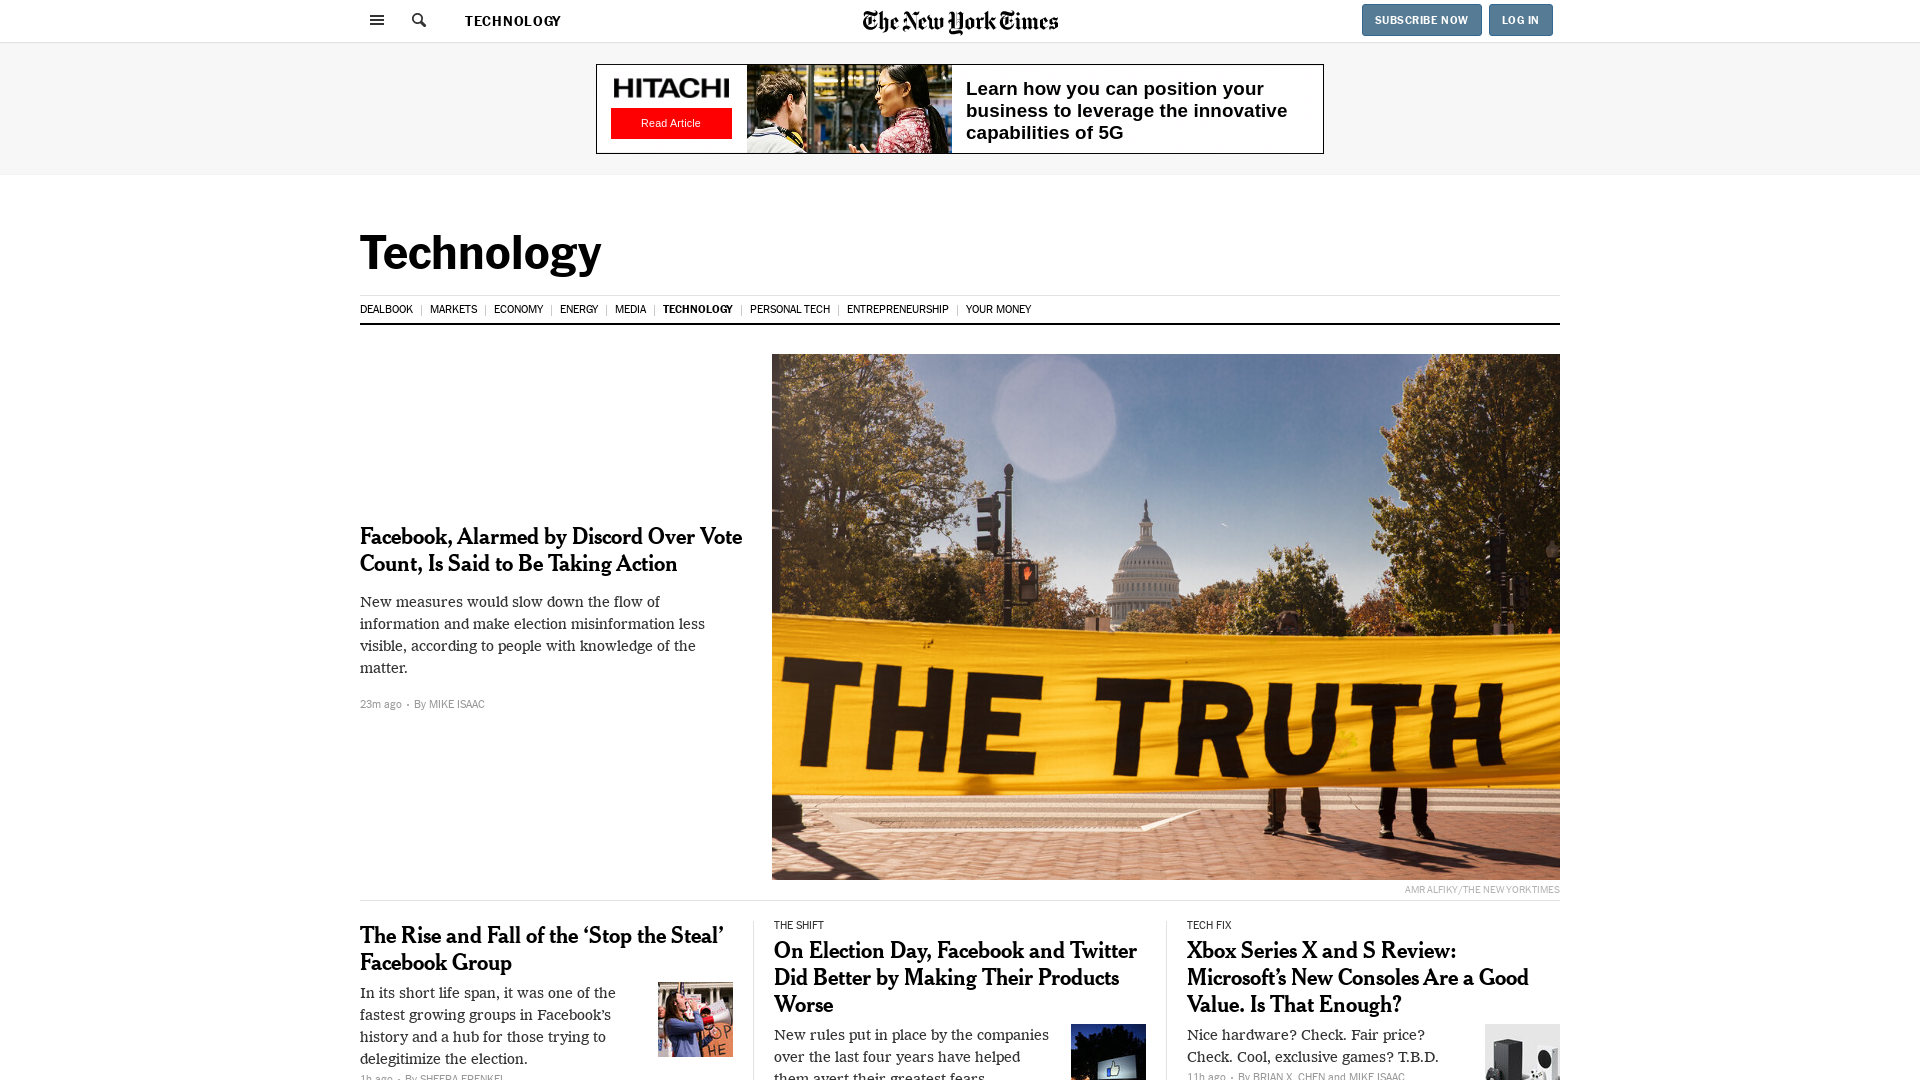 TECHNOLOGY
The New York Times
SUBSCRIBE NOW
LOG IN
HITACHI
Read Article
Learn how you can position your
business to leverage the innovative
capabilities of 5G
Technology
DEALBOOK
MARKETS
ECONOMY
ENERGY
MEDIA
TECHNOLOGY
PERSONAL TECH
ENTREPRENEURSHIP
YOUR MONEY
Facebook, Alarmed by Discord Over Vote
Count, Is Said to Be Taking Action
New measures would slow down the flow of
information and make election misinformation less
visible, according to people with knowledge of the
matter.
23m ago • By MIKE ISAAC
THE TRUTH
AMR ALFIKY/THE NEW YORK TIMES
The Rise and Fall of the ‘Stop the Steal’
Facebook Group
In its short life span, it was one of the
fastest growing groups in Facebook’s
history and a hub for those trying to
delegitimize the election.
1h ago • By SHEERA FRENKEL
THE SHIFT
On Election Day, Facebook and Twitter
Did Better by Making Their Products
Worse
New rules put in place by the companies
over the last four years have helped
them avert their greatest fears.
TECH FIX
Xbox Series X and S Review:
Microsoft’s New Consoles Are a Good
Value. Is That Enough?
Nice hardware? Check. Fair price?
Check. Cool, exclusive games? T.B.D.
11h ago • By BRIAN X. CHEN and MIKE ISAAC